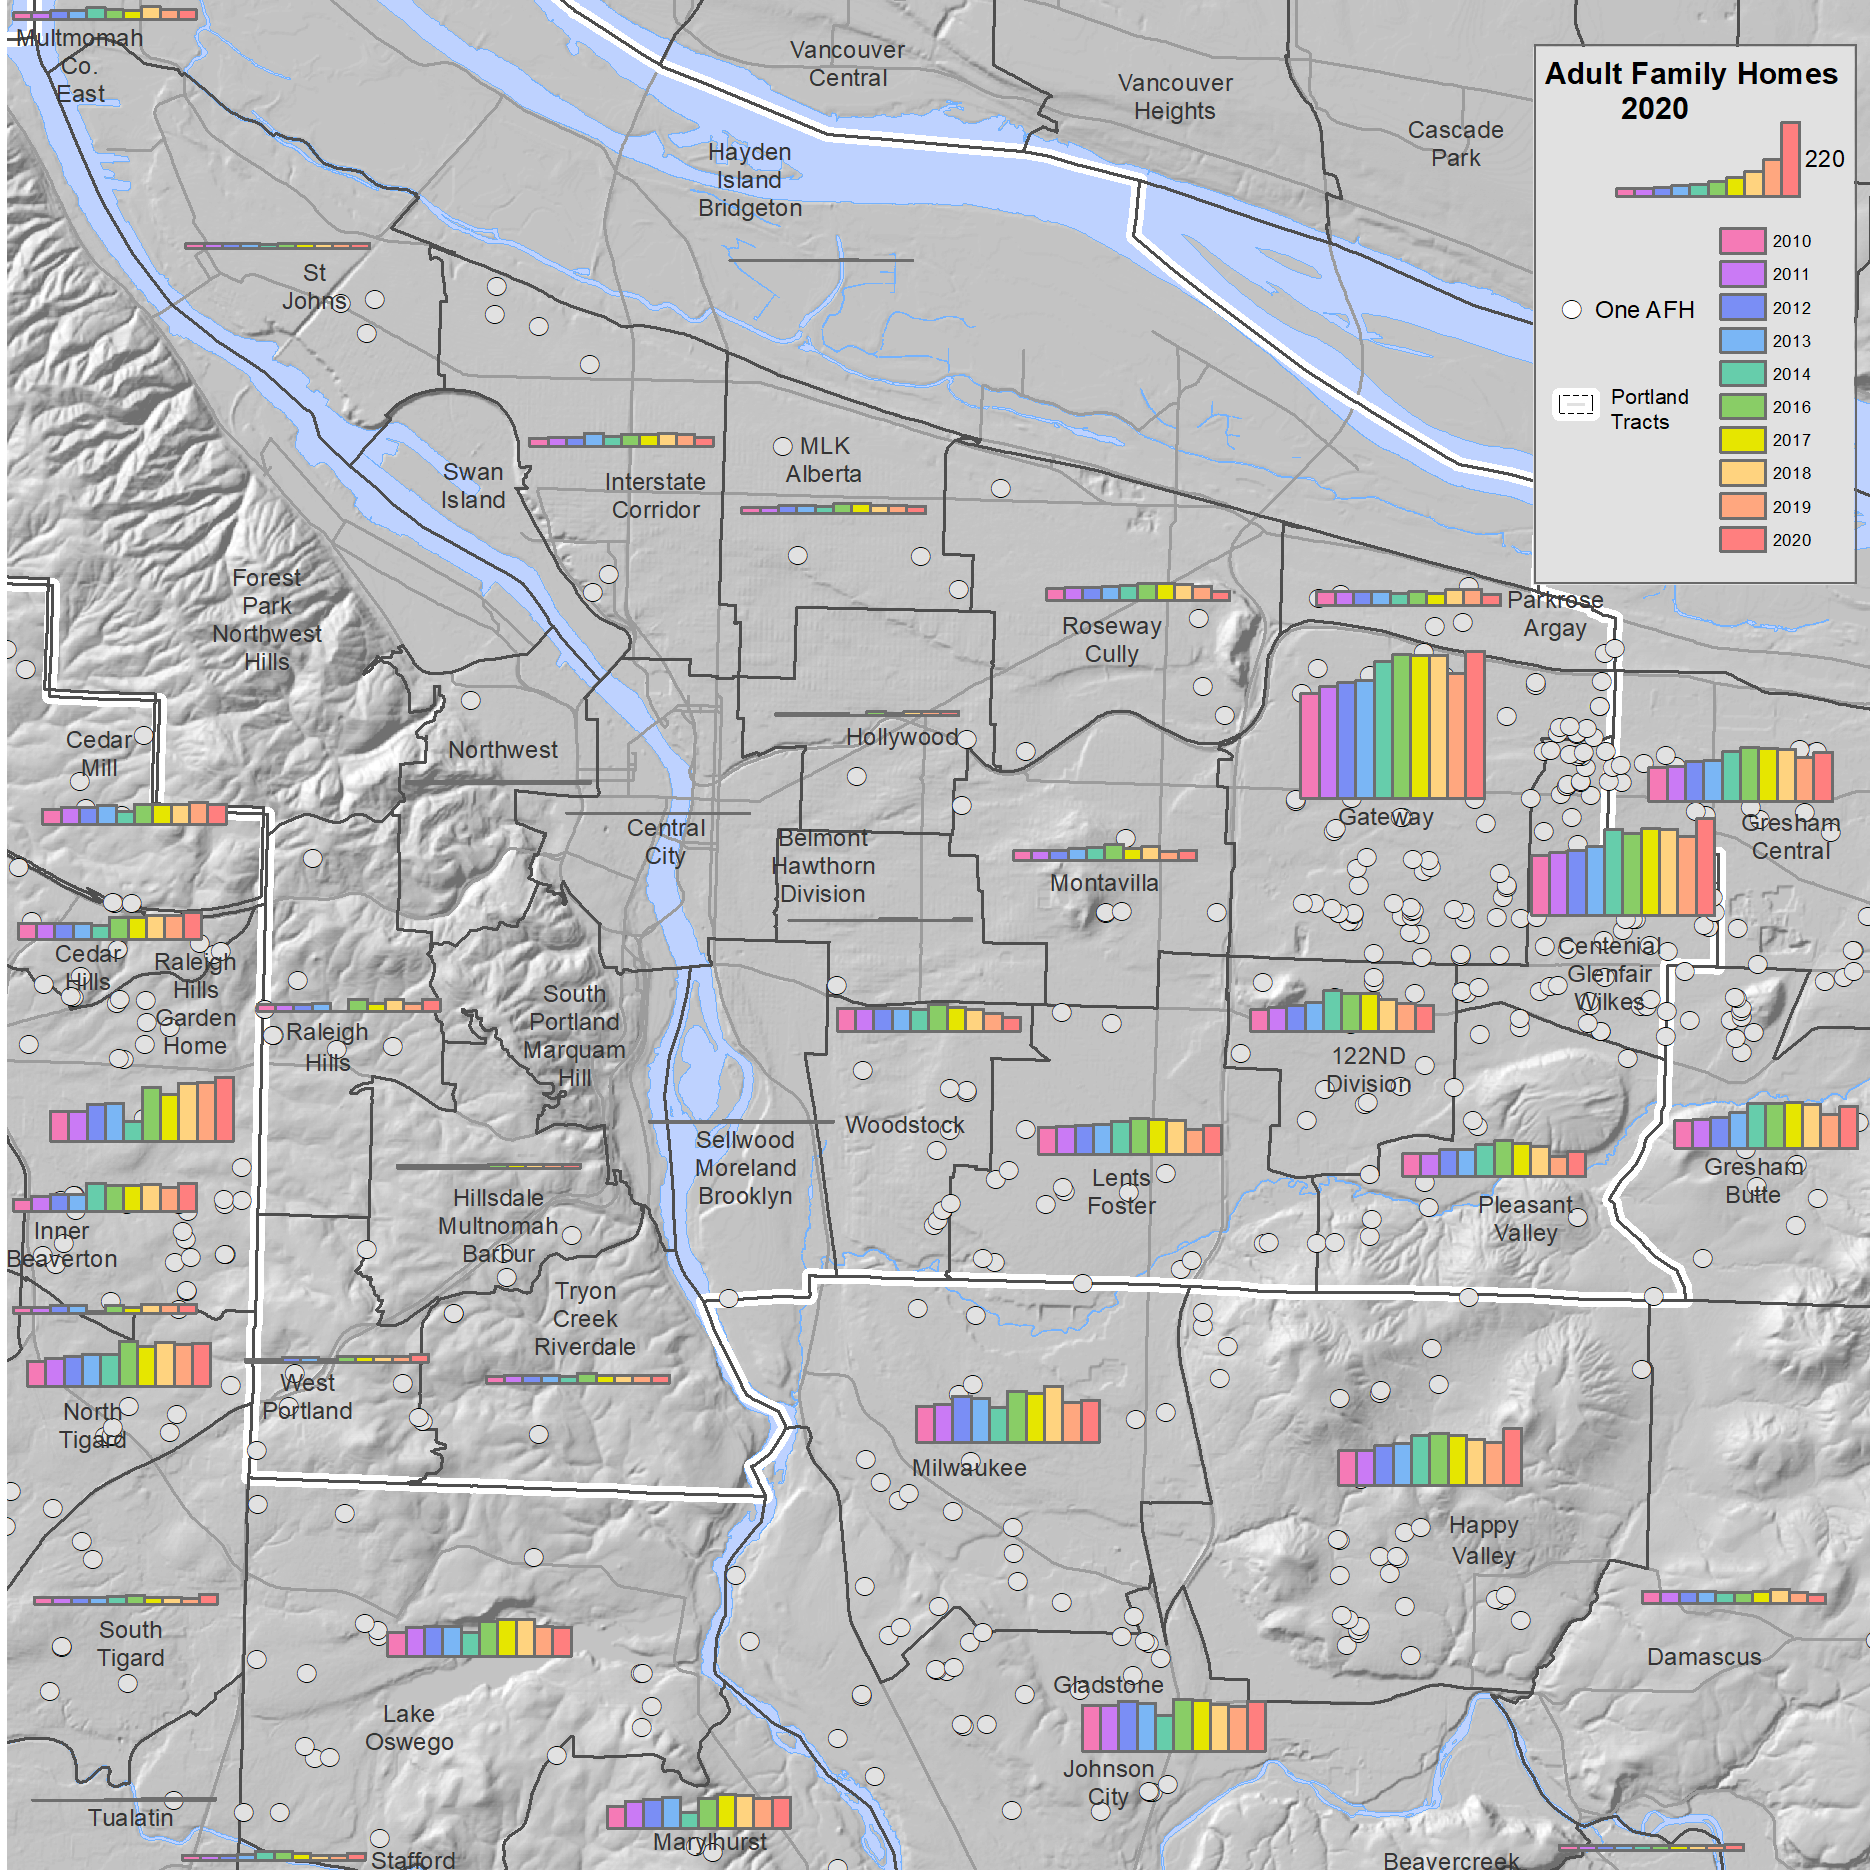 Multmomah
Co.
East
Vancouver
Central
Vancouver
Heights
Cascade
Park
Hayden
Island
Bridgeton
Adult Family Homes
2020
220
2010
2011
2012
2013
2014
2016
2017
2018
2019
2020
One AFH
Portland
Tracts
St
Johns
Swan
Island
Interstate
Corridor
MLK
Alberta
Forest
Park
Northwest
Hills
Roseway
Cully
Parkrose
Argay
Cedar
Mill
Northwest
Hollywood
Central
City
Belmont
Hawthorn
Division
Montavilla
Gateway
Gresham
Central
Cedar
Hills
Raleigh
Hills
Garden
Home
Raleigh
Hills
South
Portland
Marquam
Hill
Centenial
Glenfair
Wilkes
122ND
Division
Woodstock
Sellwood
Moreland
Brooklyn
Lents
Foster
Pleasant
Valley
Gresham
Butte
Inner
Beaverton
Hillsdale
Multnomah
Barbur
Tryon
Creek
Riverdale
North
Tigard
West
Portland
Milwaukee
Happy
Valley
South
Tigard
Lake
Oswego
Gladstone
Johnson
City
Damascus
Tualatin
Stafford
Marylhurst
Beavercreek